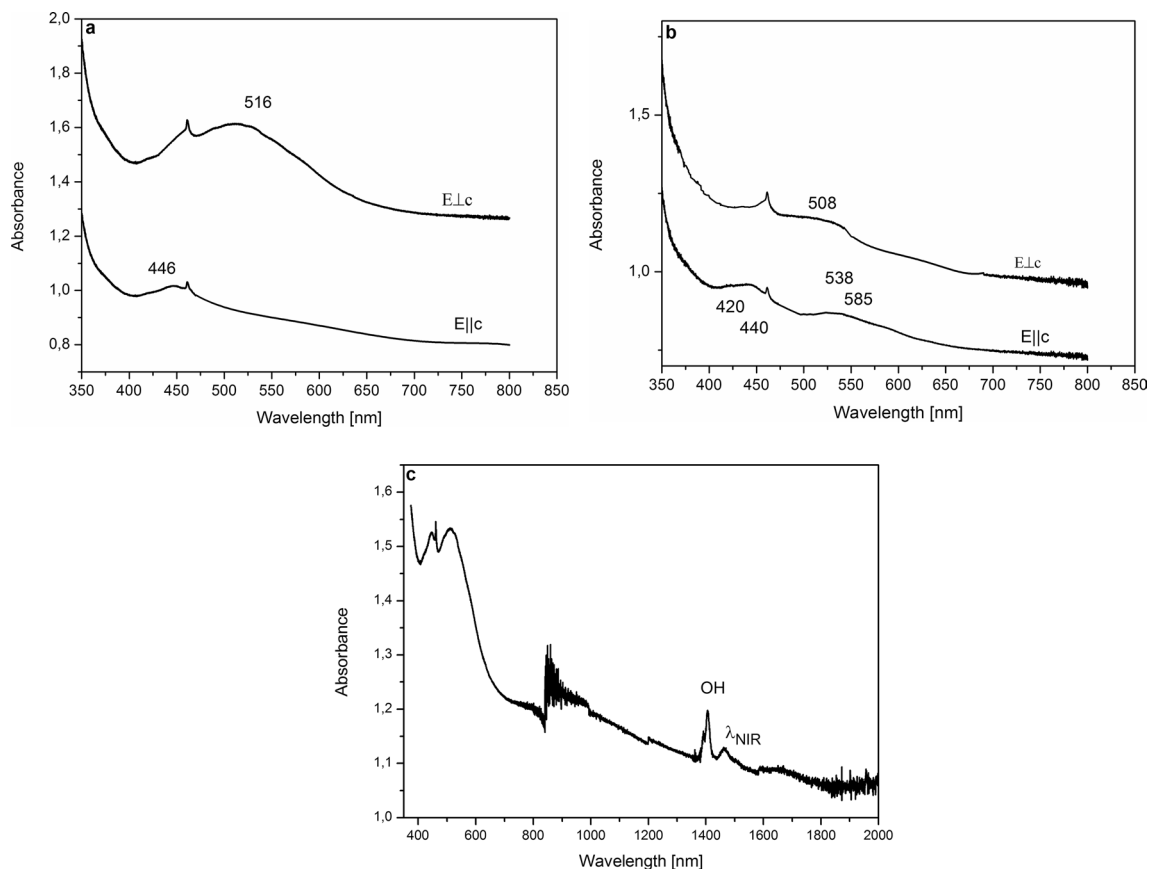 a
2,0
1,8
1,6
1,4
1,2
1,0
0,8
516
446
E⊥c
E||c
Absorbance
350 400 450 500 550 600 650 700 750 800 850
Wavelength [nm]
b
1,5
1,0
508
538
585
420
440
E⊥c
E||c
Absorbance
350 400 450 500 550 600 650 700 750 800 850
Wavelength [nm]
c
1,6
1,5
1,4
1,3
1,2
1,1
1,0
OH
λNIR
Absorbance
400 600 800 1000 1200 1400 1600 1800 2000
Wavelength [nm]